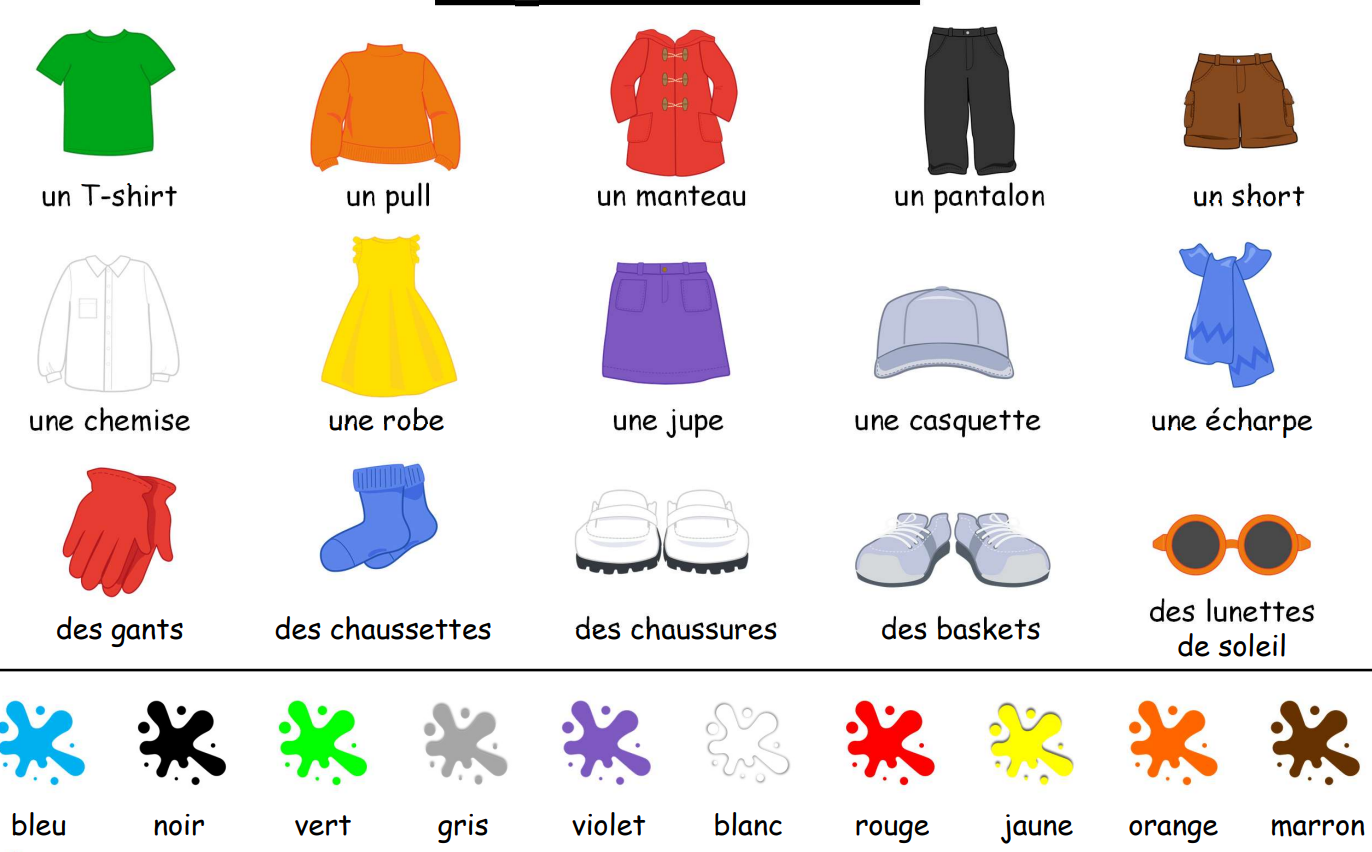 un T-shirt
un pull
un manteau
un pantalon
un short
une chemise
une robe
une jupe
une casquette
une écharpe
des gants
des chaussettes
des chaussures
des baskets
des lunettes
de soleil
bleu
noir
vert
gris
violet
blanc
rouge
jaune
orange
marron